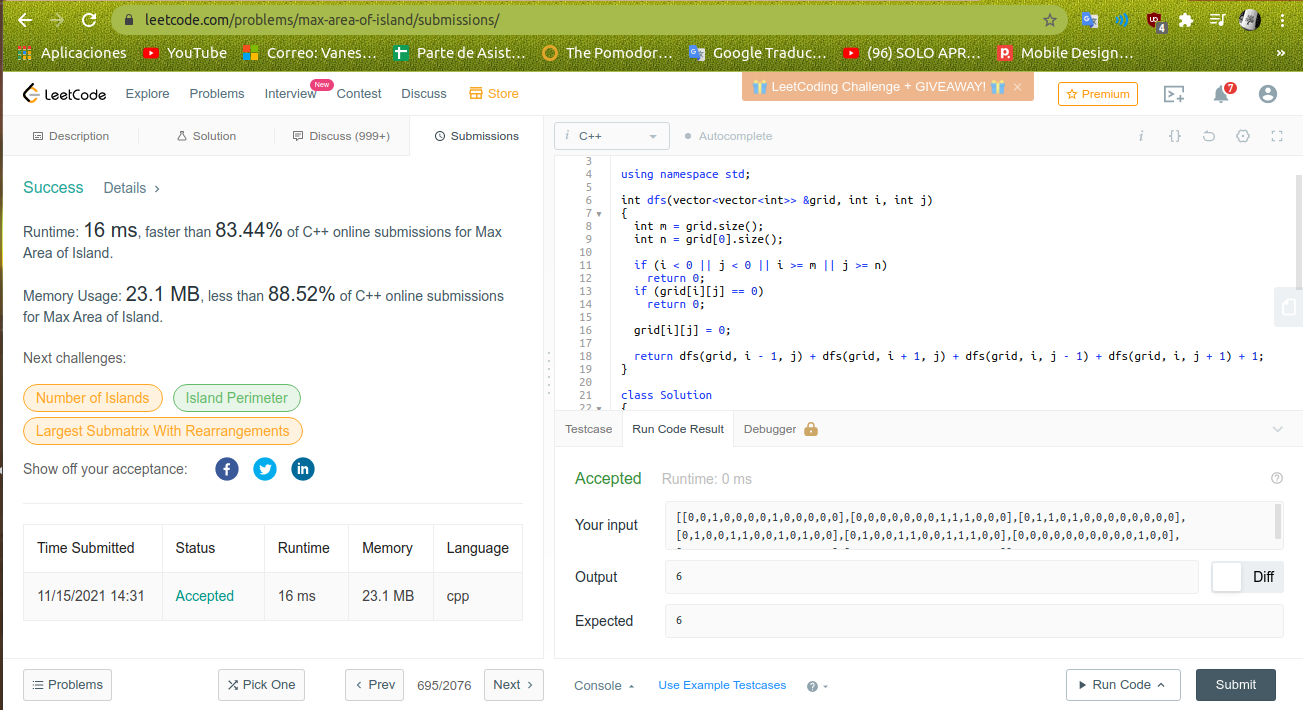 leetcode.com/problems/max-area-of-island/submissions/
4
Aplicaciones YouTube Correo: Vanes... Parte de Asist... The Pomodor... Google Traduc... (96) SOLO APR... Mobile Design... »
LeetCode Explore Problems Interview New Contest Discuss Store LeetCoding Challenge + GIVEAWAY! × Premium 7
Description Solution Discuss (999+) Submissions
i C++ Autocomplete i {}
Success Details ›
Runtime: 16 ms, faster than 83.44% of C++ online submissions for Max
Area of Island.
Memory Usage: 23.1 MB, less than 88.52% of C++ online submissions
for Max Area of Island.
Next challenges:
Number of Islands Island Perimeter
Largest Submatrix With Rearrangements
Show off your acceptance: f in
Time Submitted Status Runtime Memory Language
11/15/2021 14:31 Accepted 16 ms 23.1 MB cpp
3
4 using namespace std;
5
6 int dfs(vector<vector<int>> &grid, int i, int j)
7 {
8 int m = grid.size();
9 int n = grid[0].size();
10
11 if (i < 0 || j < 0 || i >= m || j >= n)
12 return 0;
13 if (grid[i][j] == 0)
14 return 0;
15
16 grid[i][j] = 0;
17
18 return dfs(grid, i - 1, j) + dfs(grid, i + 1, j) + dfs(grid, i, j - 1) + dfs(grid, i, j + 1) + 1;
19 }
20
21 class Solution
22 {
Testcase Run Code Result Debugger
Accepted Runtime: 0 ms
Your input
[[0,0,1,0,0,0,0,1,0,0,0,0,0],[0,0,0,0,0,0,0,1,1,1,0,0,0],[0,1,1,0,1,0,0,0,0,0,0,0,0],
[0,1,0,0,1,1,0,0,1,0,1,0,0],[0,1,0,0,1,1,0,0,1,1,1,0,0],[0,0,0,0,0,0,0,0,0,0,1,0,0],
Output 6 Diff
Expected 6
Problems Pick One ‹ Prev 695/2076 Next › Console Use Example Testcases ? Run Code Submit